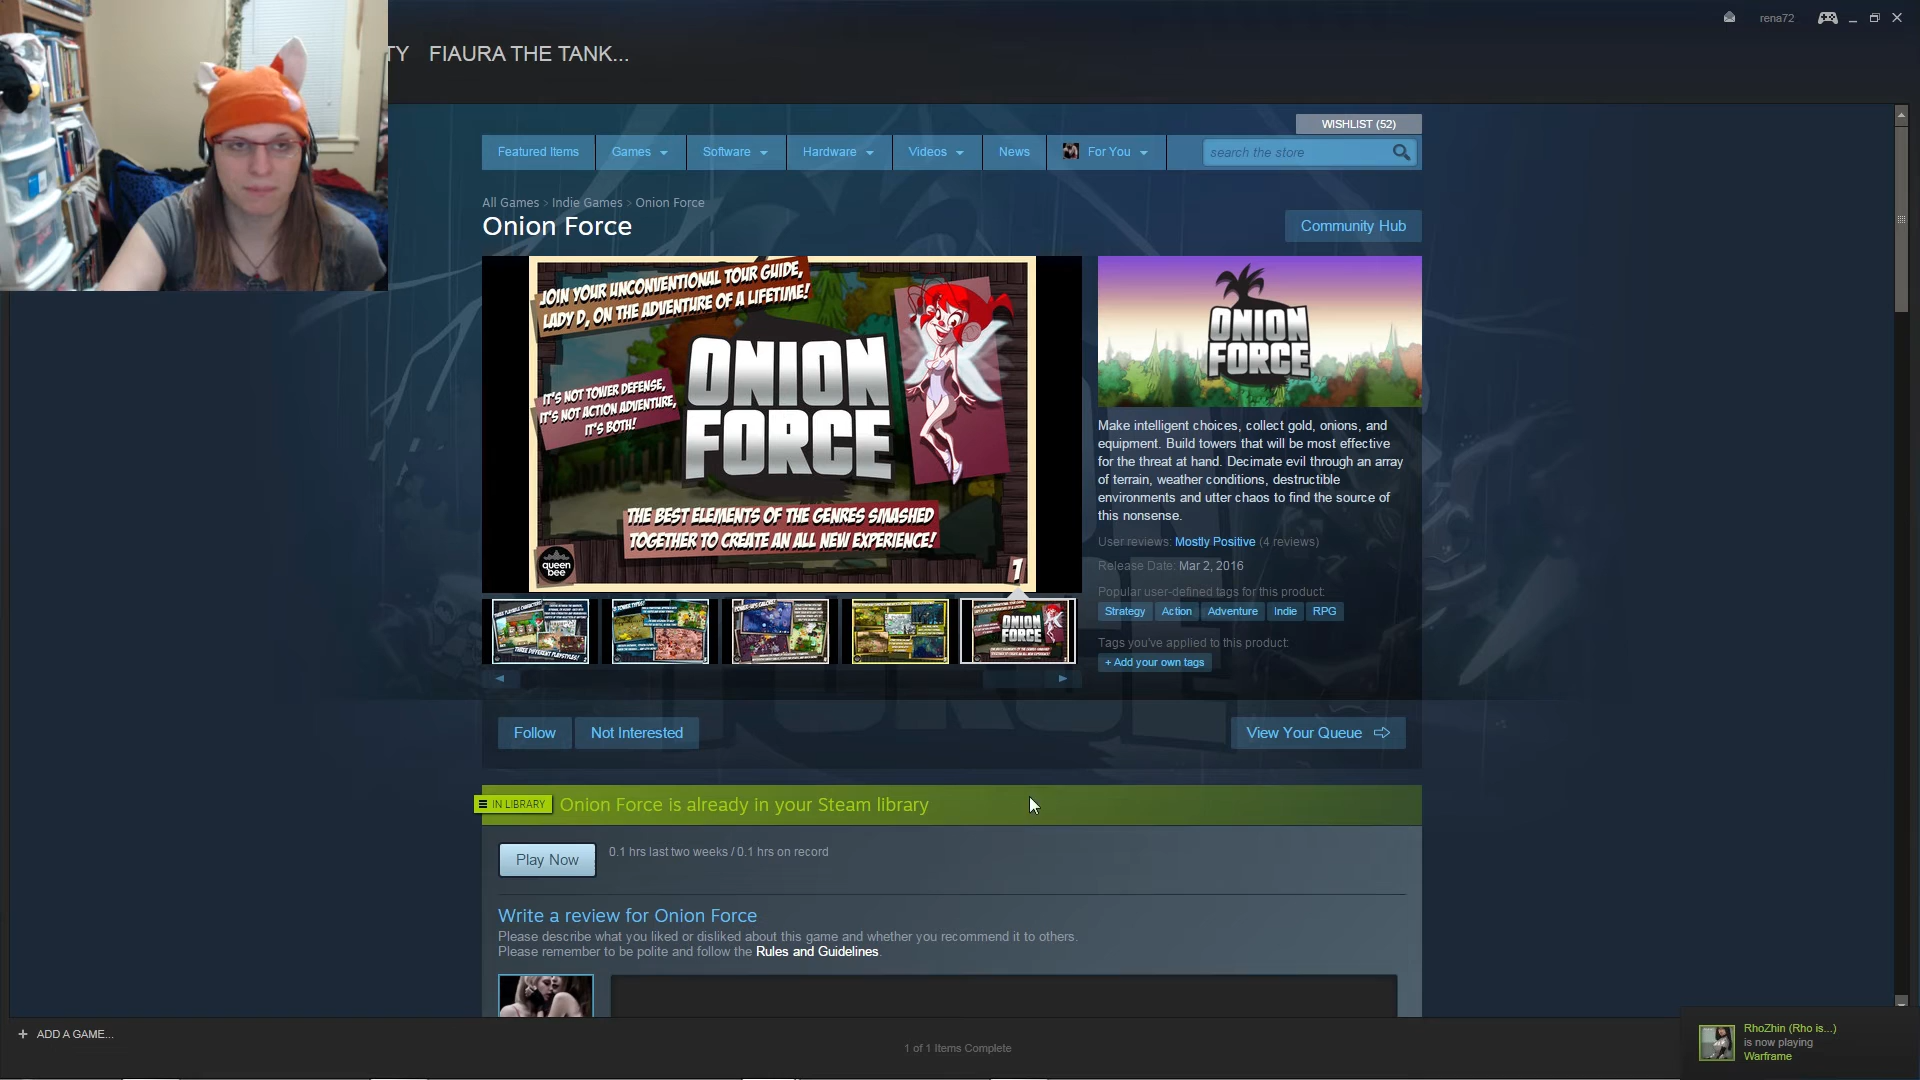 rena72
TY FIAURA THE TANK...
WISHLIST (52)
Featured Items Games Software Hardware Videos News For You search the store
All Games > Indie Games > Onion Force
Onion Force
Community Hub
JOIN YOUR UNCONVENTIONAL TOUR GUIDE,
LADY D, ON THE ADVENTURE OF A LIFETIME!
IT'S NOT TOWER DEFENSE,
IT'S NOT ACTION ADVENTURE,
IT'S BOTH!
ONION
FORCE
THE BEST ELEMENTS OF THE GENRES SMASHED
TOGETHER TO CREATE AN ALL NEW EXPERIENCE!
queen
bee
1
ONION
FORCE
Make intelligent choices, collect gold, onions, and
equipment. Build towers that will be most effective
for the threat at hand. Decimate evil through an array
of terrain, weather conditions, destructible
environments and utter chaos to find the source of
this nonsense.
User reviews: Mostly Positive (4 reviews)
Release Date: Mar 2, 2016
Popular user-defined tags for this product:
Strategy Action Adventure Indie RPG
Tags you've applied to this product:
+ Add your own tags
THREE PLAYABLE CHARACTERS!
THREE DIFFERENT PLAYSTYLES!
ONION
FORCE
Follow Not Interested View Your Queue
IN LIBRARY Onion Force is already in your Steam library
Play Now 0.1 hrs last two weeks / 0.1 hrs on record
Write a review for Onion Force
Please describe what you liked or disliked about this game and whether you recommend it to others.
Please remember to be polite and follow the Rules and Guidelines.
+ ADD A GAME...
1 of 1 Items Complete
RhoZhin (Rho is...)
is now playing
Warframe